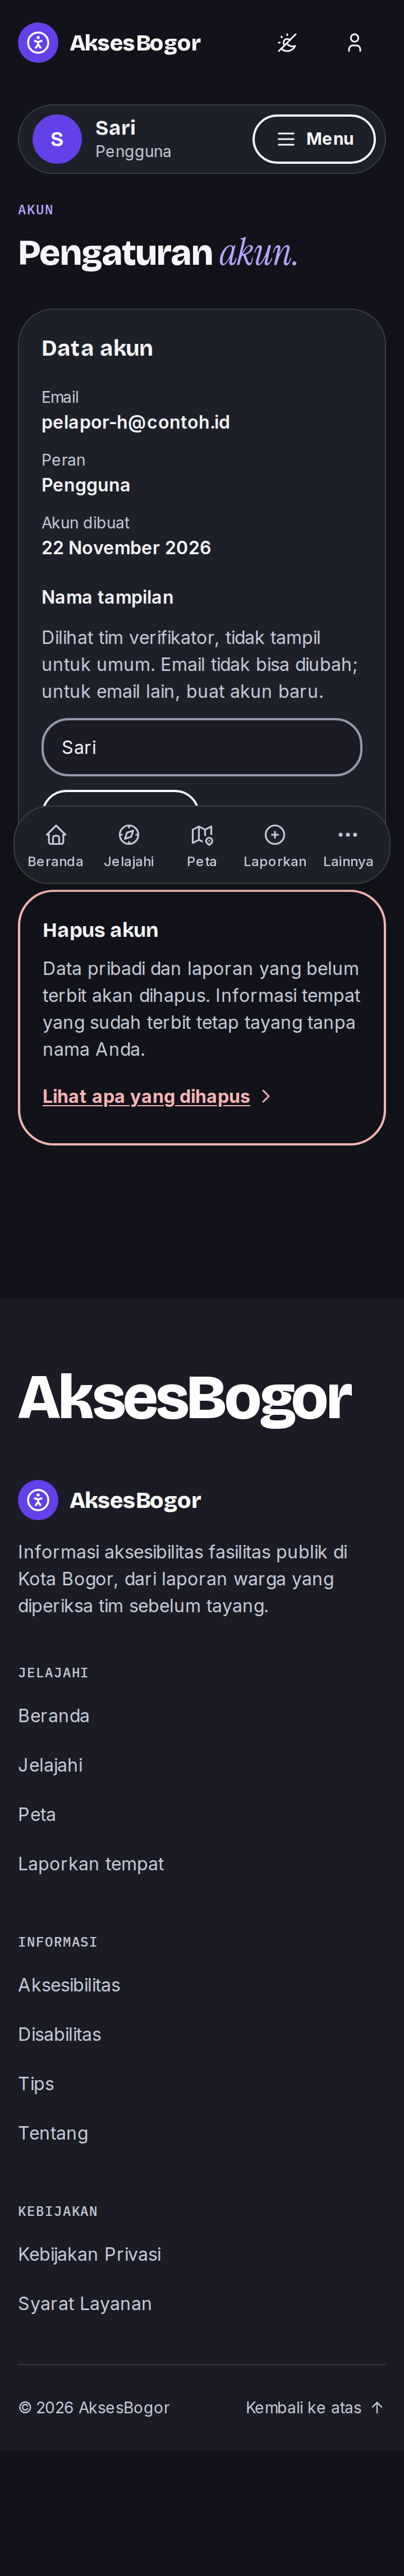 AksesBogor
S
Sari
Pengguna
Menu
AKUN
Pengaturan akun.
Data akun
Email
pelapor-h@contoh.id
Peran
Pengguna
Akun dibuat
22 November 2026
Nama tampilan
Dilihat tim verifikator, tidak tampil
untuk umum. Email tidak bisa diubah;
untuk email lain, buat akun baru.
Sari
Beranda
Jelajahi
Peta
Laporkan
Lainnya
Hapus akun
Data pribadi dan laporan yang belum
terbit akan dihapus. Informasi tempat
yang sudah terbit tetap tayang tanpa
nama Anda.
Lihat apa yang dihapus
AksesBogor
AksesBogor
Informasi aksesibilitas fasilitas publik di
Kota Bogor, dari laporan warga yang
diperiksa tim sebelum tayang.
JELAJAHI
Beranda
Jelajahi
Peta
Laporkan tempat
INFORMASI
Aksesibilitas
Disabilitas
Tips
Tentang
KEBIJAKAN
Kebijakan Privasi
Syarat Layanan
© 2026 AksesBogor
Kembali ke atas ↑